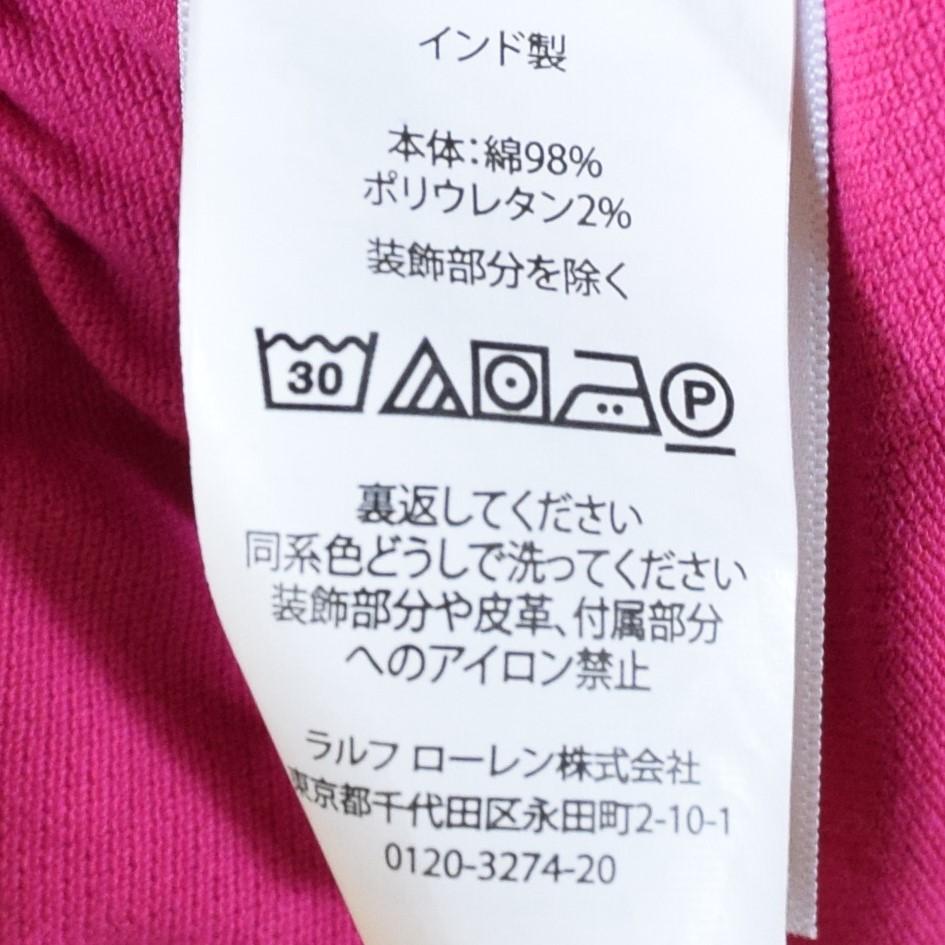 インド製
本体:綿98%
ポリウレタン2%
装飾部分を除く
30 P
裏返してください
同系色どうしで洗ってください
装飾部分や皮革、付属部分
へのアイロン禁止
ラルフ ローレン株式会社
東京都千代田区永田町2-10-1
0120-3274-20